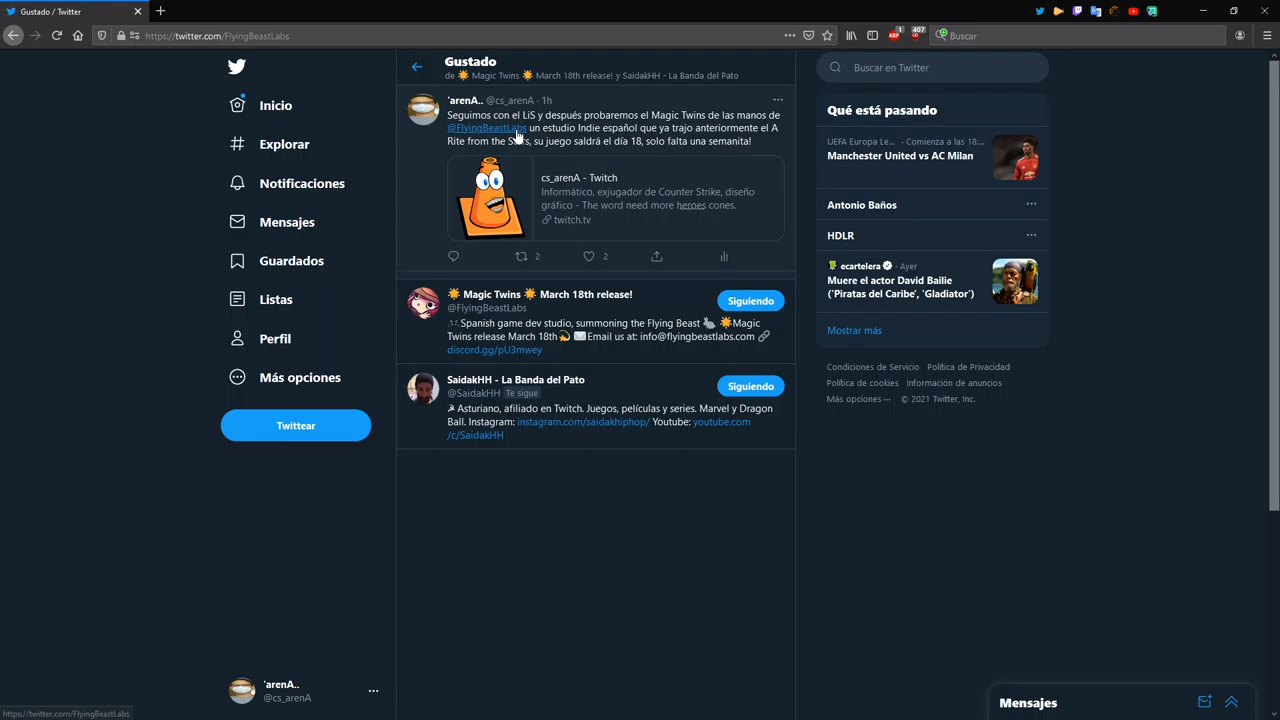 Gustado / Twitter
https://twitter.com/FlyingBeastLabs
ABP
1
407
Buscar
Inicio
Explorar
Notificaciones
Mensajes
Guardados
Listas
Perfil
Más opciones
Twittear
'arenA..
@cs_arenA
https://twitter.com/FlyingBeastLabs
Gustado
de ☀️ Magic Twins ☀️ March 18th release! y SaidakHH - La Banda del Pato
'arenA.. @cs_arenA · 1h
Seguimos con el LiS y después probaremos el Magic Twins de las manos de
@FlyingBeastLabs un estudio Indie español que ya trajo anteriormente el A
Rite from the Stars, su juego saldrá el día 18, solo falta una semanita!
cs_arenA - Twitch
Informático, exjugador de Counter Strike, diseño
gráfico - The word need more heroes cones.
twitch.tv
2
2
☀️ Magic Twins ☀️ March 18th release!
@FlyingBeastLabs
Siguiendo
Spanish game dev studio, summoning the Flying Beast 🐇 ☀️Magic
Twins release March 18th💫 ✉️Email us at: info@flyingbeastlabs.com 🔗
discord.gg/pU3mwey
SaidakHH - La Banda del Pato
@SaidakHH Te sigue
Siguiendo
☭ Asturiano, afiliado en Twitch. Juegos, películas y series. Marvel y Dragon
Ball. Instagram: instagram.com/saidakhiphop/ Youtube: youtube.com
/c/SaidakHH
Buscar en Twitter
Qué está pasando
UEFA Europa Le... · Comienza a las 18:...
Manchester United vs AC Milan
Antonio Baños
HDLR
ecartelera · Ayer
Muere el actor David Bailie
('Piratas del Caribe', 'Gladiator')
Mostrar más
Condiciones de Servicio Política de Privacidad
Política de cookies Información de anuncios
Más opciones ··· © 2021 Twitter, Inc.
Mensajes